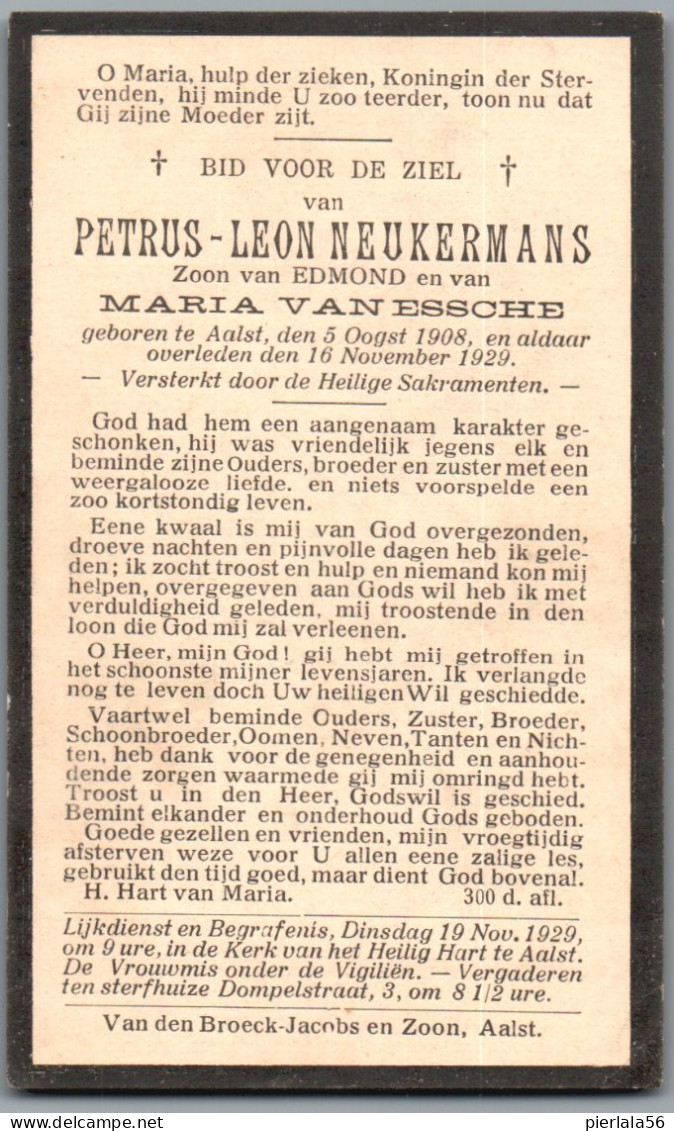 O Maria, hulp der zieken, Koningin der Ster-
venden, hij minde U zoo teerder, toon nu dat
Gij zijne Moeder zijt.
† BID VOOR DE ZIEL †
van
PETRUS-LEON NEUKERMANS
Zoon van EDMOND en van
MARIA VAN ESSCHE
geboren te Aalst, den 5 Oogst 1908, en aldaar
overleden den 16 November 1929.
— Versterkt door de Heilige Sakramenten. —
God had hem een aangenaam karakter ge-
schonken, hij was vriendelijk jegens elk en
beminde zijne Ouders, broeder en zuster met een
weergalooze liefde. en niets voorspelde een
zoo kortstondig leven.
Eene kwaal is mij van God overgezonden,
droeve nachten en pijnvolle dagen heb ik gele-
den; ik zocht troost en hulp en niemand kon mij
helpen, overgegeven aan Gods wil heb ik met
verduldigheid geleden, mij troostende in den
loon die God mij zal verleenen.
O Heer, mijn God! gij hebt mij getroffen in
het schoonste mijner levensjaren. Ik verlangde
nog te leven doch Uw heiligen Wil geschiedde.
Vaartwel beminde Ouders, Zuster, Broeder,
Schoonbroeder, Oomen, Neven, Tanten en Nich-
ten, heb dank voor de genegenheid en aanhou-
dende zorgen waarmede gij mij omringd hebt.
Troost u in den Heer, Godswil is geschied.
Bemint elkander en onderhoud Gods geboden.
Goede gezellen en vrienden, mijn vroegtijdig
afsterven weze voor U allen eene zalige les,
gebruikt den tijd goed, maar dient God bovenal.
H. Hart van Maria. 300 d. afl.
Lijkdienst en Begrafenis, Dinsdag 19 Nov. 1929,
om 9 ure, in de Kerk van het Heilig Hart te Aalst.
De Vrouwmis onder de Vigiliën. — Vergaderen
ten sterfhuize Dompelstraat, 3, om 8 1/2 ure.
Van den Broeck-Jacobs en Zoon, Aalst.
pierlala56